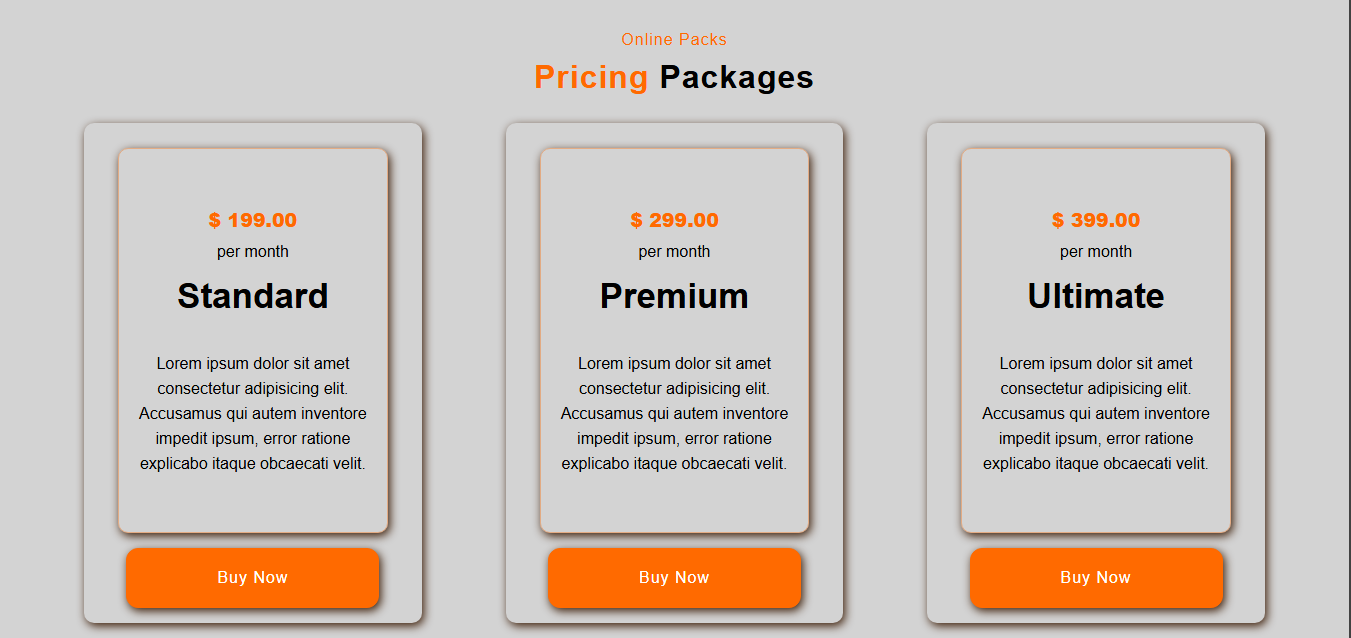 Online Packs
Pricing Packages
$ 199.00
per month
Standard
Lorem ipsum dolor sit amet
consectetur adipisicing elit.
Accusamus qui autem inventore
impedit ipsum, error ratione
explicabo itaque obcaecati velit.
Buy Now
$ 299.00
per month
Premium
Lorem ipsum dolor sit amet
consectetur adipisicing elit.
Accusamus qui autem inventore
impedit ipsum, error ratione
explicabo itaque obcaecati velit.
Buy Now
$ 399.00
per month
Ultimate
Lorem ipsum dolor sit amet
consectetur adipisicing elit.
Accusamus qui autem inventore
impedit ipsum, error ratione
explicabo itaque obcaecati velit.
Buy Now